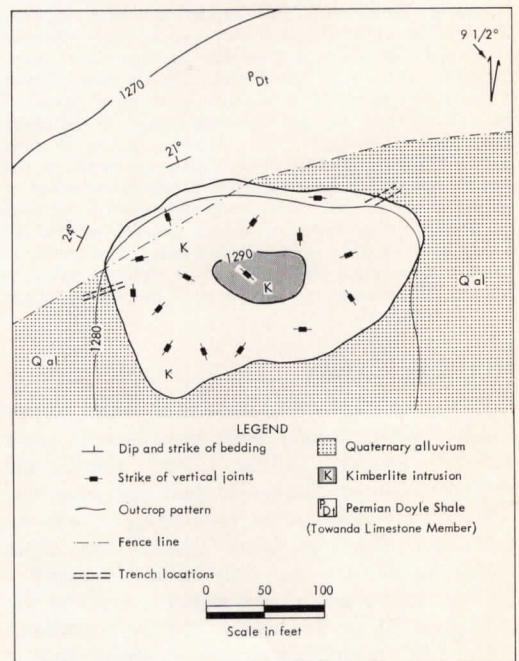 9 1/2°
1270
PDt
21°
24°
K
1290
K
Q al
1280
Q al
K
LEGEND
Dip and strike of bedding
Quaternary alluvium
Strike of vertical joints
K Kimberlite intrusion
Outcrop pattern
PDt Permian Doyle Shale
(Towanda Limestone Member)
Fence line
Trench locations
0 50 100
Scale in feet